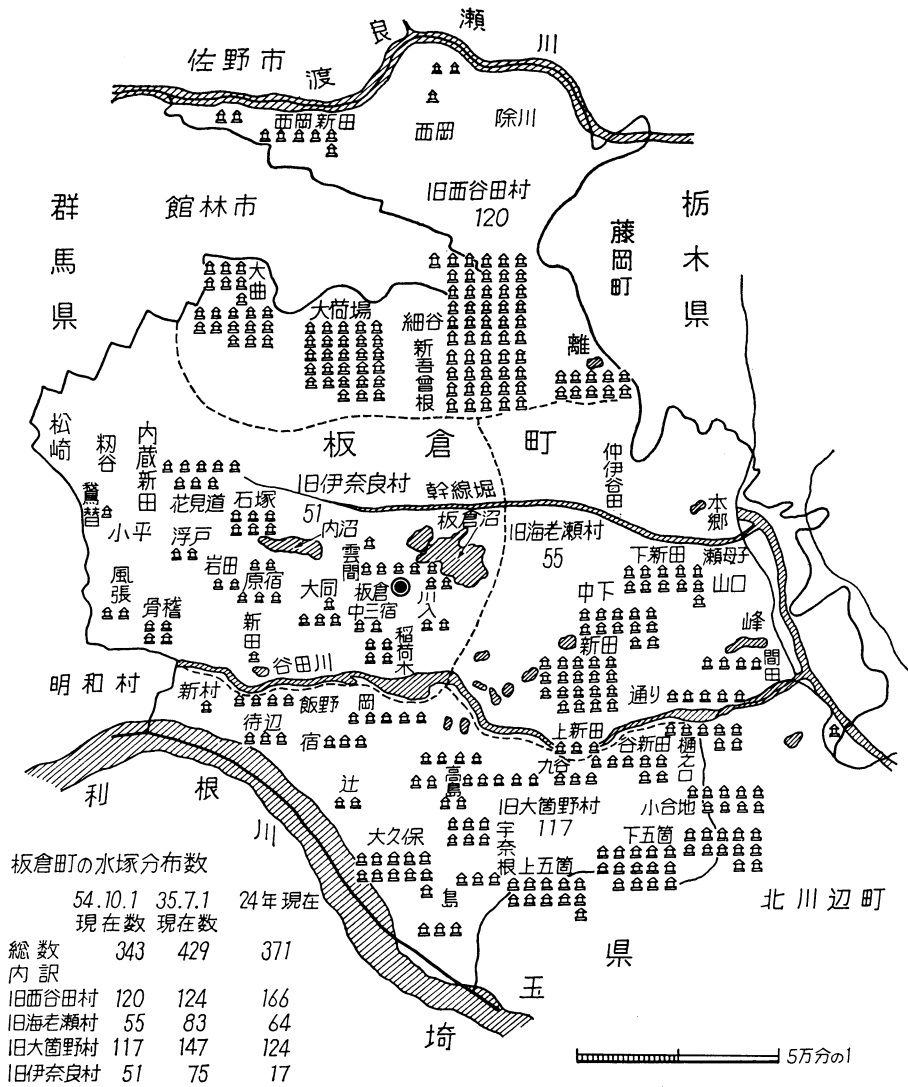 渡良瀬川
佐野市
西岡新田
西岡
除川
旧西谷田村
120
群馬県
館林市
栃木県
藤岡町
大曲
大荷場
細谷
新吾曽根
離
板倉町
松崎
籾谷
内蔵新田
花見道
石塚
旧伊奈良村
51
幹線堀
仲伊谷田
鵞替
小平
浮戸
内沼
雲間
板倉沼
旧海老瀬村
55
本郷
風張
岩田
原宿
大同
板倉
川入
下新田
瀬母子
山口
中下
骨稽
中三宿
新田
稲荷木
新田
峰
間田
谷田川
明和村
新村
飯野
岡
通り
待辺
宿
上新田
谷新田
樋之口
九谷
高島
利根川
辻
旧大箇野村
117
小合地
大久保
宇奈根
下五箇
上五箇
島
北川辺町
埼玉県
板倉町の水塚分布数
54.10.1 35.7.1 24年現在
現在数 現在数
総数 343 429 371
内訳
旧西谷田村 120 124 166
旧海老瀬村 55 83 64
旧大箇野村 117 147 124
旧伊奈良村 51 75 17
5万分の1